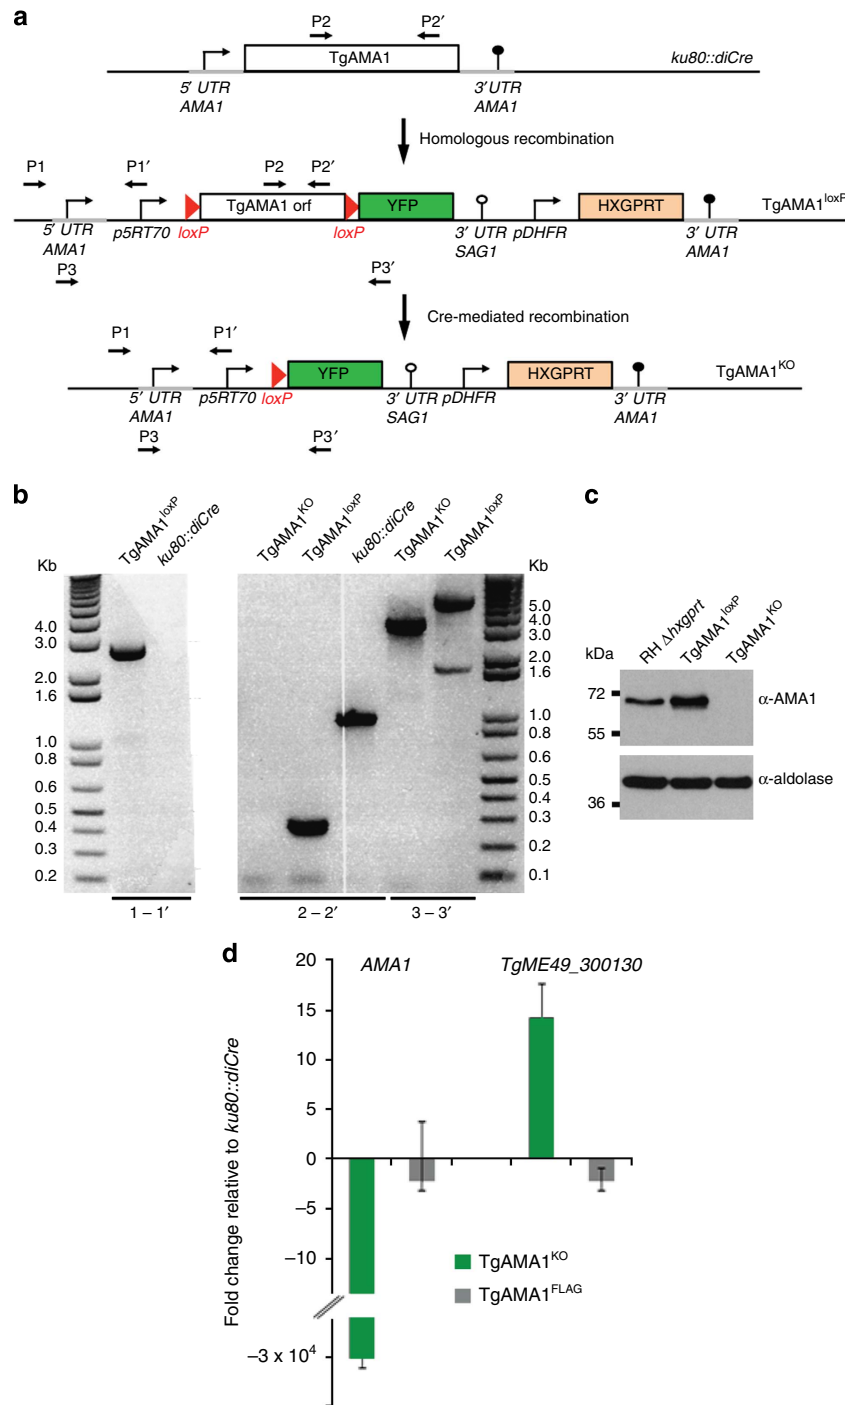 a
P2 P2′
TgAMA1
ku80::diCre
5′ UTR
AMA1
3′UTR
AMA1
Homologous recombination
P1 P1′ P2 P2′
TgAMA1 orf YFP HXGPRT TgAMA1loxP
5′ UTR
AMA1
p5RT70 loxP loxP
3′ UTR
SAG1
pDHFR
3′ UTR
AMA1
P3 P3′
Cre-mediated recombination
P1 P1′
YFP HXGPRT TgAMA1KO
5′ UTR
AMA1
p5RT70 loxP
3′ UTR
SAG1
pDHFR
3′ UTR
AMA1
P3 P3′
b
TgAMA1loxP
ku80::diCre
TgAMA1KO
TgAMA1loxP
ku80::diCre
TgAMA1KO
TgAMA1loxP
Kb
4.0
3.0
2.0
1.6
1.0
0.8
0.6
0.5
0.4
0.3
0.2
Kb
5.0
4.0
3.0
2.0
1.6
1.0
0.8
0.6
0.5
0.4
0.3
0.2
0.1
1 – 1′
2 – 2′
3 – 3′
c
RH Δhxgprt
TgAMA1loxP
TgAMA1KO
kDa
72
55
36
α-AMA1
α-aldolase
d
AMA1
TgME49_300130
Fold change relative to ku80::diCre
20
15
10
5
0
–5
–10
–3 x 10⁴
TgAMA1KO
TgAMA1FLAG